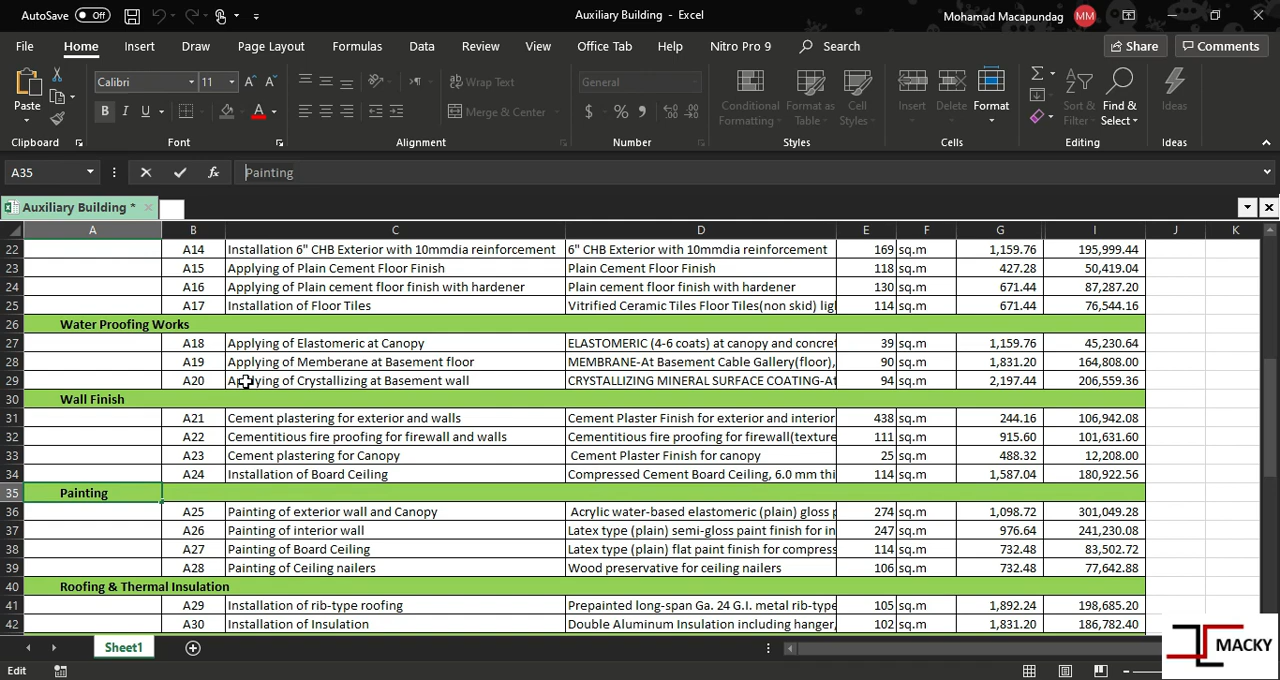 AutoSave Off Auxiliary Building - Excel Mohamad Macapundag MM
File Home Insert Draw Page Layout Formulas Data Review View Office Tab Help Nitro Pro 9 Search Share Comments
Calibri 11 Wrap Text General
Paste B I U Merge & Center $ % Conditional Formatting Format as Table Cell Styles Insert Delete Format Sort & Filter Find & Select Ideas
Clipboard Font Alignment Number Styles Cells Editing Ideas
A35 fx Painting
Auxiliary Building *
A B C D E F G I J K
22 A14 Installation 6" CHB Exterior with 10mmdia reinforcement 6" CHB Exterior with 10mmdia reinforcement 169 sq.m 1,159.76 195,999.44
23 A15 Applying of Plain Cement Floor Finish Plain Cement Floor Finish 118 sq.m 427.28 50,419.04
24 A16 Applying of Plain cement floor finish with hardener Plain cement floor finish with hardener 130 sq.m 671.44 87,287.20
25 A17 Installation of Floor Tiles Vitrified Ceramic Tiles Floor Tiles(non skid) lig 114 sq.m 671.44 76,544.16
26 Water Proofing Works
27 A18 Applying of Elastomeric at Canopy ELASTOMERIC (4-6 coats) at canopy and concre 39 sq.m 1,159.76 45,230.64
28 A19 Applying of Memberane at Basement floor MEMBRANE-At Basement Cable Gallery(floor), 90 sq.m 1,831.20 164,808.00
29 A20 Applying of Crystallizing at Basement wall CRYSTALLIZING MINERAL SURFACE COATING-At 94 sq.m 2,197.44 206,559.36
30 Wall Finish
31 A21 Cement plastering for exterior and walls Cement Plaster Finish for exterior and interior 438 sq.m 244.16 106,942.08
32 A22 Cementitious fire proofing for firewall and walls Cementitious fire proofing for firewall(texture 111 sq.m 915.60 101,631.60
33 A23 Cement plastering for Canopy Cement Plaster Finish for canopy 25 sq.m 488.32 12,208.00
34 A24 Installation of Board Ceiling Compressed Cement Board Ceiling, 6.0 mm thi 114 sq.m 1,587.04 180,922.56
35 Painting
36 A25 Painting of exterior wall and Canopy Acrylic water-based elastomeric (plain) gloss p 274 sq.m 1,098.72 301,049.28
37 A26 Painting of interior wall Latex type (plain) semi-gloss paint finish for in 247 sq.m 976.64 241,230.08
38 A27 Painting of Board Ceiling Latex type (plain) flat paint finish for compress 114 sq.m 732.48 83,502.72
39 A28 Painting of Ceiling nailers Wood preservative for ceiling nailers 106 sq.m 732.48 77,642.88
40 Roofing & Thermal Insulation
41 A29 Installation of rib-type roofing Prepainted long-span Ga. 24 G.I. metal rib-type 105 sq.m 1,892.24 198,685.20
42 A30 Installation of Insulation Double Aluminum Insulation including hanger, 102 sq.m 1,831.20 186,782.40
Sheet1
MACKY
Edit